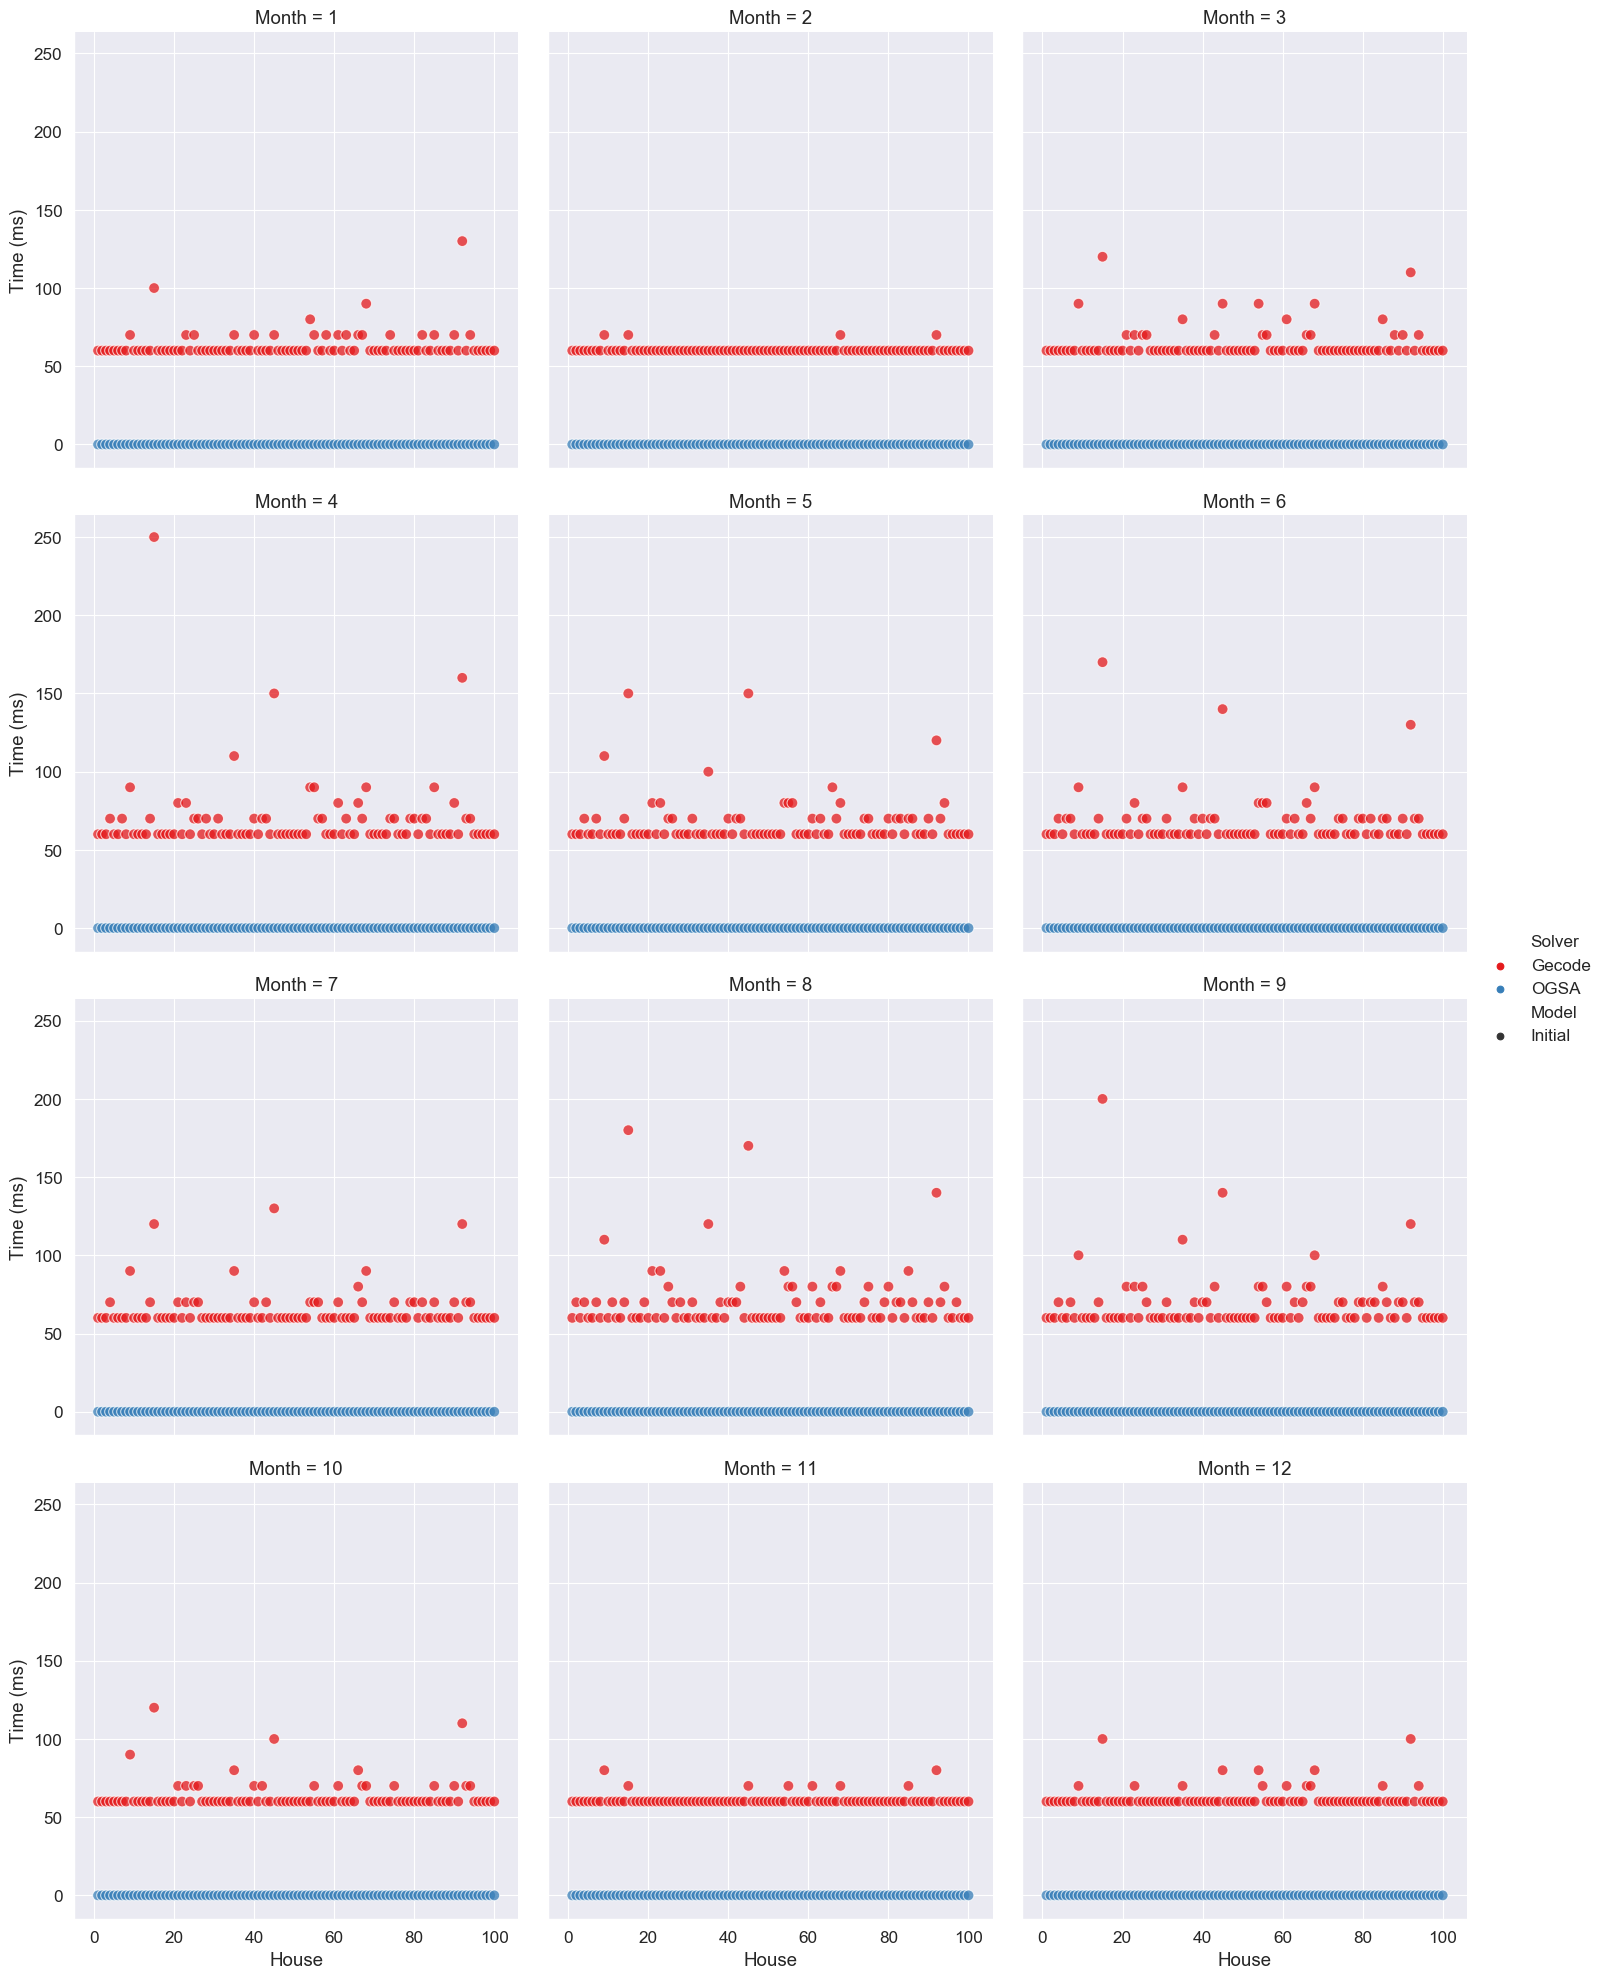 Month = 1
Month = 2
Month = 3
250
200
150
100
50
0
Time (ms)
Month = 4
Month = 5
Month = 6
250
200
150
100
50
0
Time (ms)
Solver
Gecode
OGSA
Model
Initial
Month = 7
Month = 8
Month = 9
250
200
150
100
50
0
Time (ms)
Month = 10
Month = 11
Month = 12
250
200
150
100
50
0
Time (ms)
0 20 40 60 80 100
House
0 20 40 60 80 100
House
0 20 40 60 80 100
House